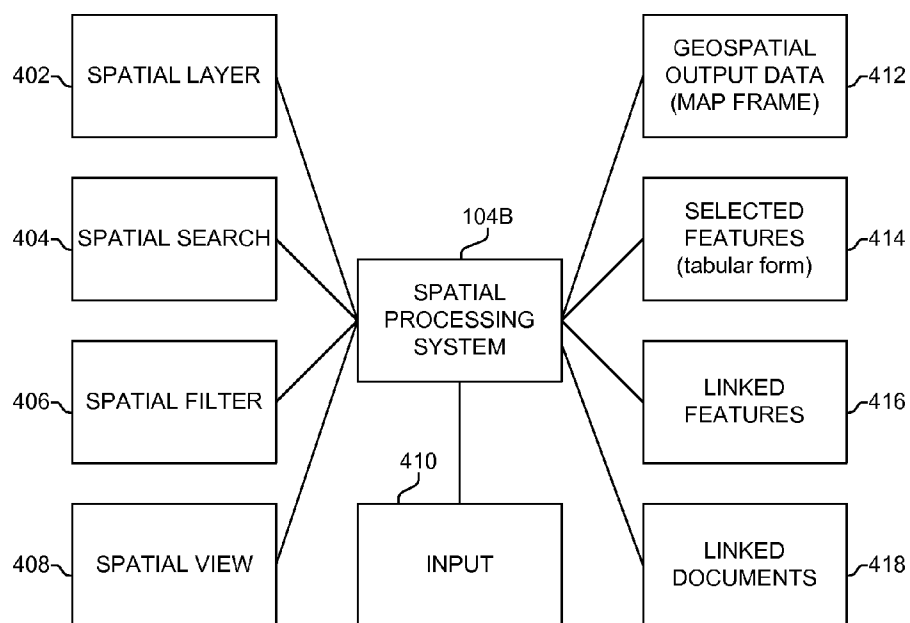 402
SPATIAL LAYER
404
SPATIAL SEARCH
406
SPATIAL FILTER
408
SPATIAL VIEW
104B
SPATIAL
PROCESSING
SYSTEM
410
INPUT
GEOSPATIAL
OUTPUT DATA
(MAP FRAME)
412
SELECTED
FEATURES
(tabular form)
414
LINKED
FEATURES
416
LINKED
DOCUMENTS
418